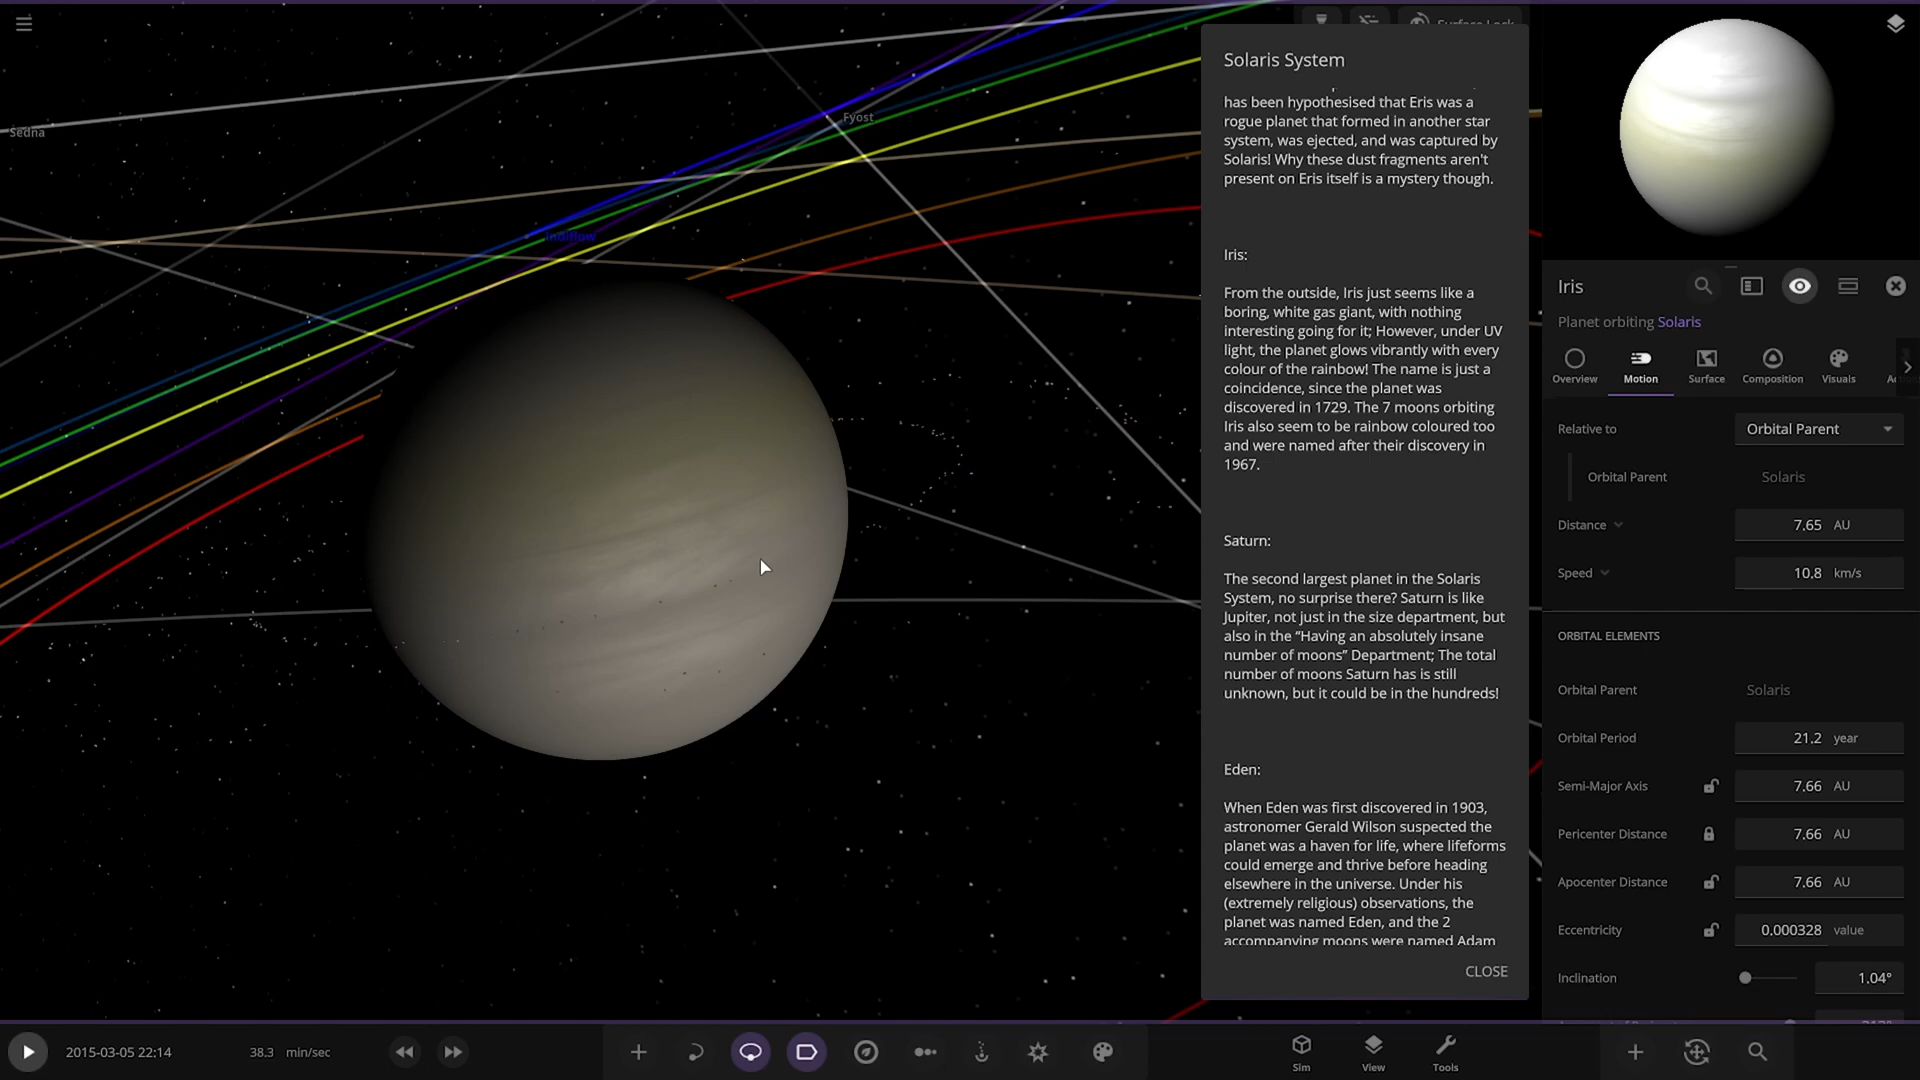 Surface Lock
Sedna
Fyost
Indiflow
Solaris System
has been hypothesised that Eris was a
rogue planet that formed in another star
system, was ejected, and was captured by
Solaris! Why these dust fragments aren't
present on Eris itself is a mystery though.
Iris:
From the outside, Iris just seems like a
boring, white gas giant, with nothing
interesting going for it; However, under UV
light, the planet glows vibrantly with every
colour of the rainbow! The name is just a
coincidence, since the planet was
discovered in 1729. The 7 moons orbiting
Iris also seem to be rainbow coloured too
and were named after their discovery in
1967.
Saturn:
The second largest planet in the Solaris
System, no surprise there? Saturn is like
Jupiter, not just in the size department, but
also in the “Having an absolutely insane
number of moons” Department; The total
number of moons Saturn has is still
unknown, but it could be in the hundreds!
Eden:
When Eden was first discovered in 1903,
astronomer Gerald Wilson suspected the
planet was a haven for life, where lifeforms
could emerge and thrive before heading
elsewhere in the universe. Under his
(extremely religious) observations, the
planet was named Eden, and the 2
accompanying moons were named Adam
CLOSE
Iris
Planet orbiting Solaris
Overview Motion Surface Composition Visuals
Relative to Orbital Parent
Orbital Parent Solaris
Distance 7.65 AU
Speed 10.8 km/s
ORBITAL ELEMENTS
Orbital Parent Solaris
Orbital Period 21.2 year
Semi-Major Axis 7.66 AU
Pericenter Distance 7.66 AU
Apocenter Distance 7.66 AU
Eccentricity 0.000328 value
Inclination 1.04°
2015-03-05 22:14 38.3 min/sec
Sim View Tools